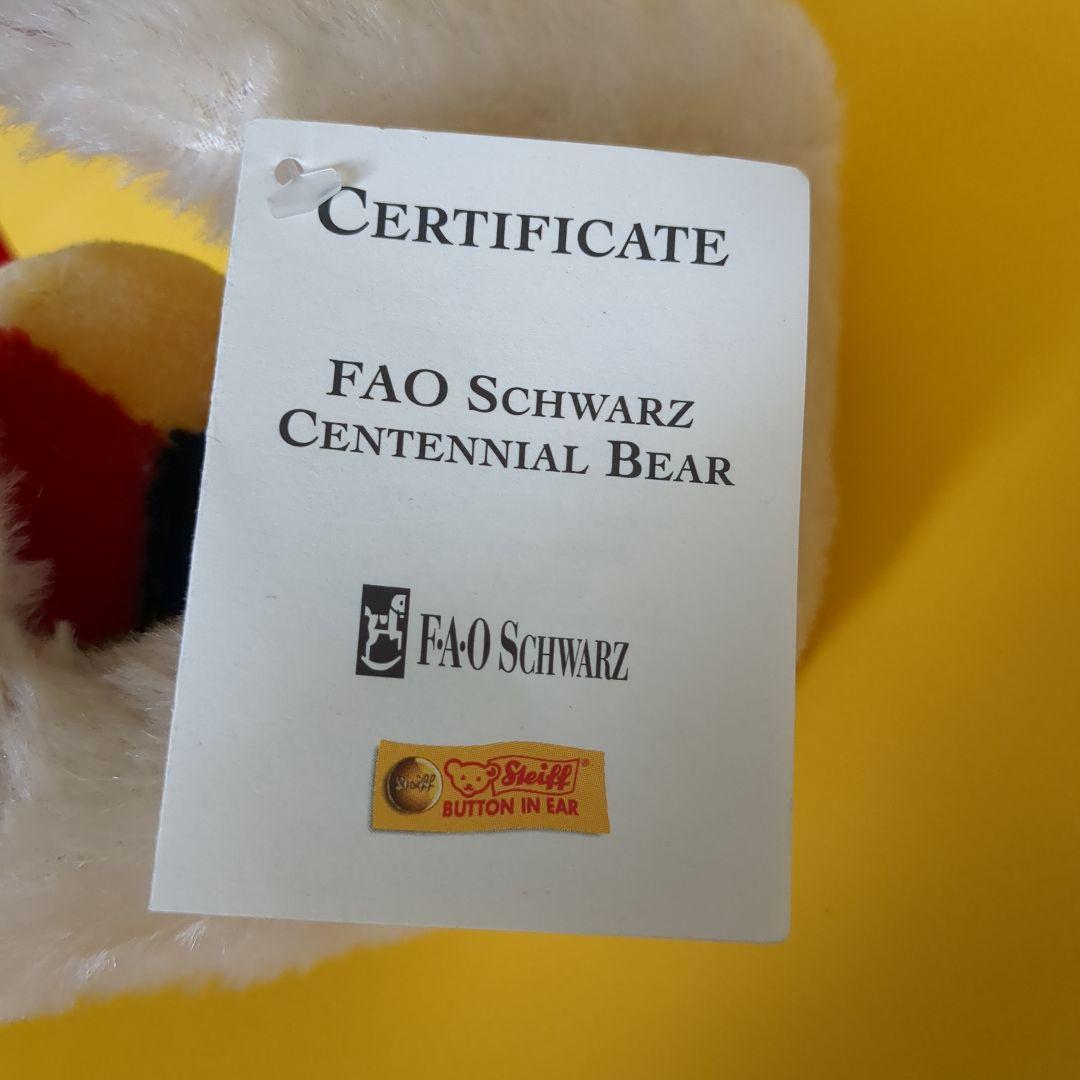 CERTIFICATE
FAO SCHWARZ
CENTENNIAL BEAR
F·A·O SCHWARZ
Steiff Steiff®
BUTTON IN EAR